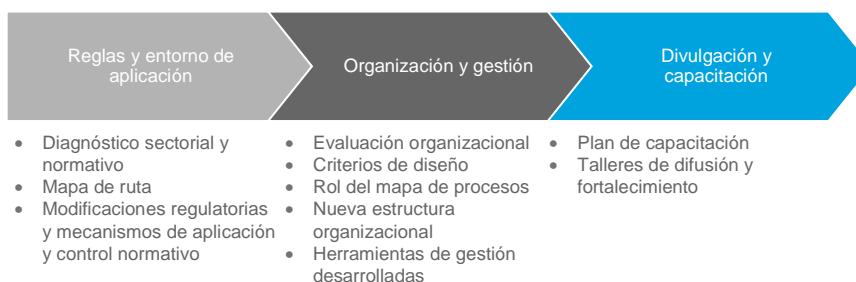 Reglas y entorno de
aplicación
Organización y gestión
Divulgación y
capacitación
• Diagnóstico sectorial y
normativo
• Mapa de ruta
• Modificaciones regulatorias
y mecanismos de aplicación
y control normativo
• Evaluación organizacional
• Criterios de diseño
• Rol del mapa de procesos
• Nueva estructura
organizacional
• Herramientas de gestión
desarrolladas
• Plan de capacitación
• Talleres de difusión y
fortalecimiento